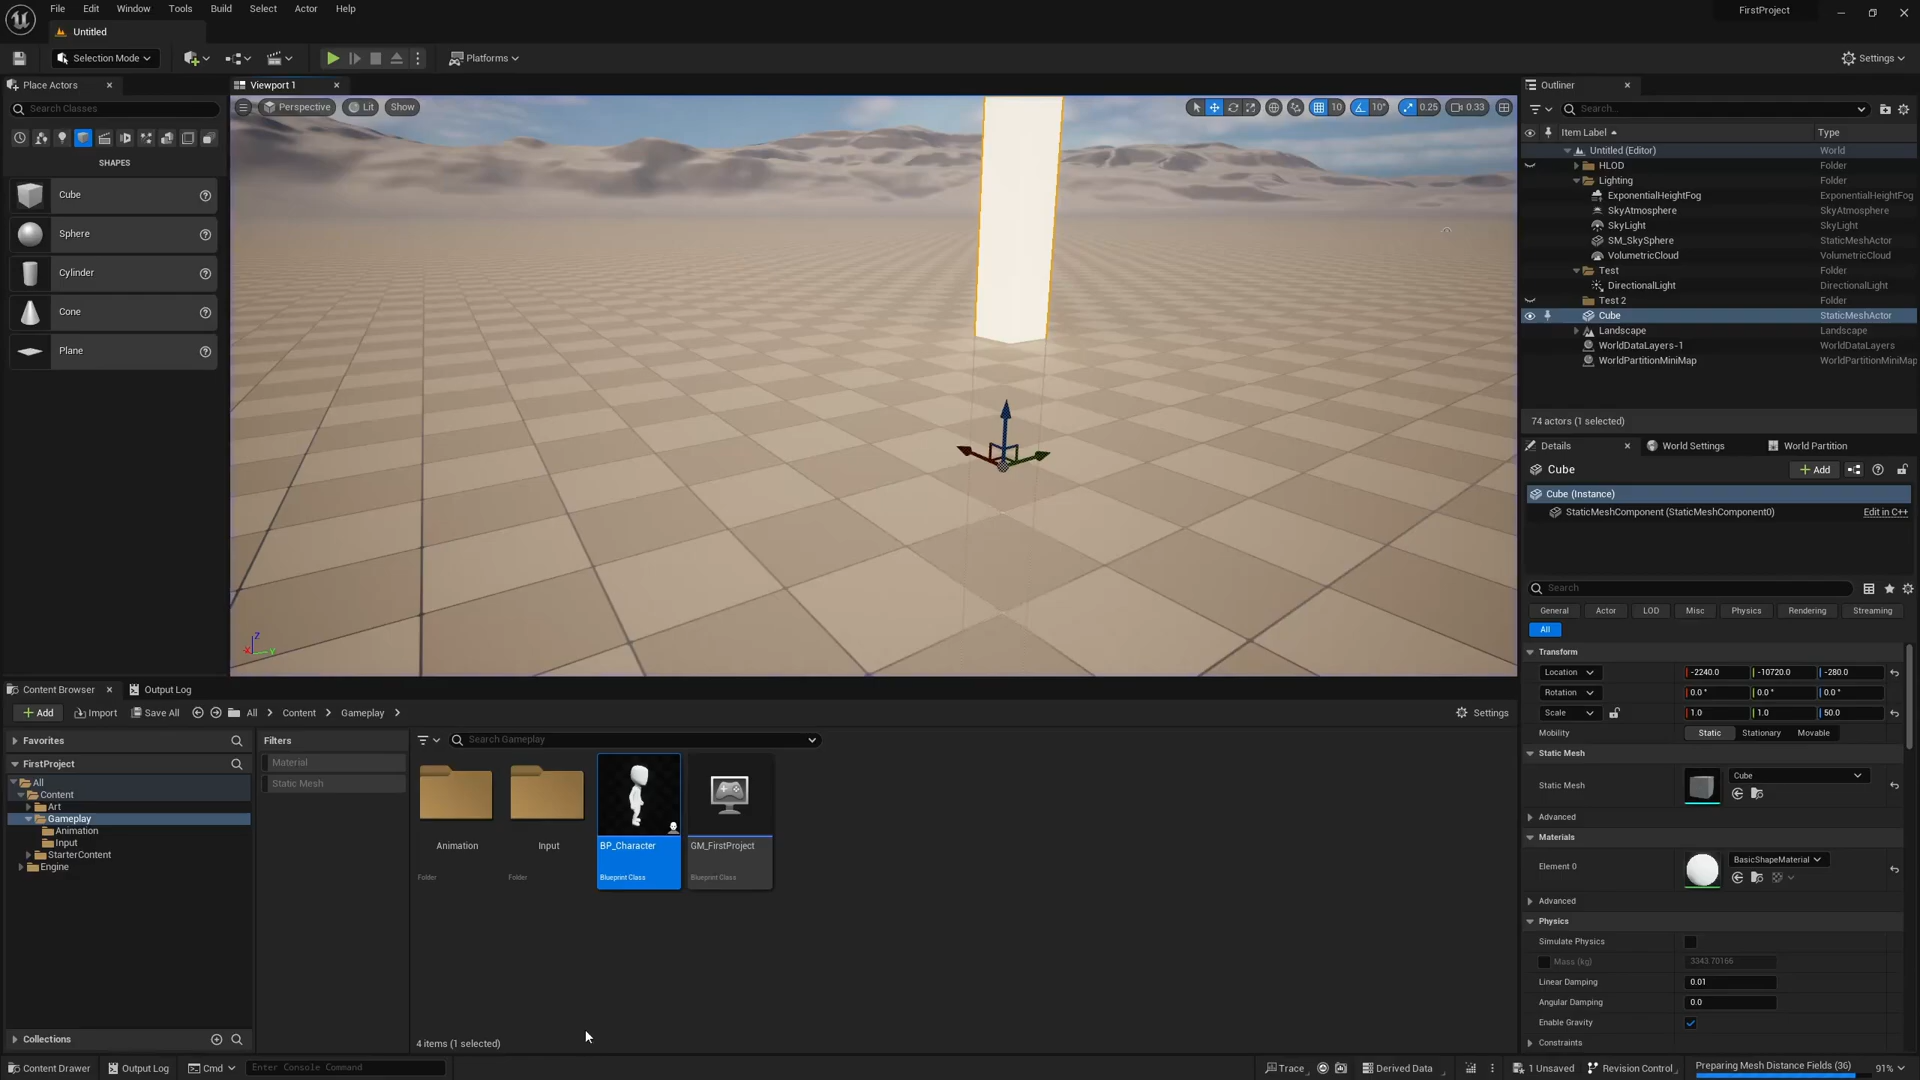 File Edit Window Tools Build Select Actor Help
FirstProject
Untitled
Selection Mode
Platforms
Settings
Place Actors
Search Classes
SHAPES
Cube
Sphere
Cylinder
Cone
Plane
Viewport 1
Perspective Lit Show
10 10° 0.25 0.33
Z
X Y
Outliner
Search...
Item Label Type
Untitled (Editor) World
HLOD Folder
Lighting Folder
ExponentialHeightFog ExponentialHeightFog
SkyAtmosphere SkyAtmosphere
SkyLight SkyLight
SM_SkySphere StaticMeshActor
VolumetricCloud VolumetricCloud
Test Folder
DirectionalLight DirectionalLight
Test 2 Folder
Cube StaticMeshActor
Landscape Landscape
WorldDataLayers-1 WorldDataLayers
WorldPartitionMiniMap WorldPartitionMiniMap
74 actors (1 selected)
Details World Settings World Partition
Cube
Add
Cube (Instance)
StaticMeshComponent (StaticMeshComponent0) Edit in C++
Search
General Actor LOD Misc Physics Rendering Streaming
All
Transform
Location -2240.0 -10720.0 -280.0
Rotation 0.0 ° 0.0 ° 0.0 °
Scale 1.0 1.0 50.0
Mobility Static Stationary Movable
Static Mesh
Static Mesh Cube
Advanced
Materials
Element 0 BasicShapeMaterial
Advanced
Physics
Simulate Physics
Mass (kg) 3343.70166
Linear Damping 0.01
Angular Damping 0.0
Enable Gravity
Constraints
Content Browser Output Log
Add Import Save All All Content Gameplay Settings
Favorites
FirstProject
All
Content
Art
Gameplay
Animation
Input
StarterContent
Engine
Collections
Filters
Material
Static Mesh
Search Gameplay
Animation
Folder
Input
Folder
BP_Character
Blueprint Class
GM_FirstProject
Blueprint Class
4 items (1 selected)
Content Drawer Output Log Cmd Enter Console Command
Trace Derived Data 1 Unsaved Revision Control Preparing Mesh Distance Fields (36) 91%